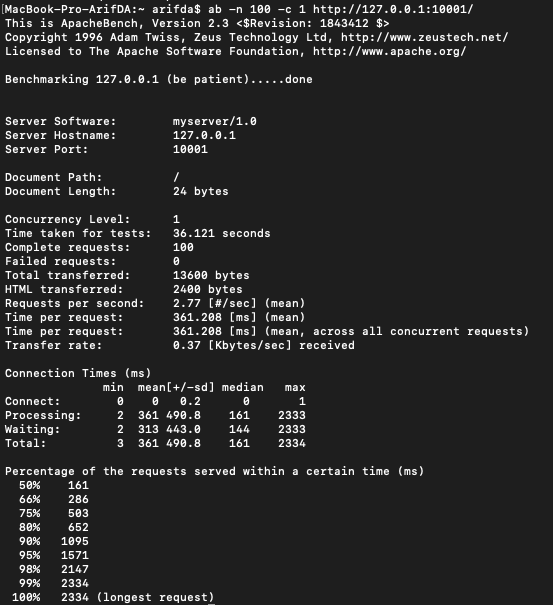 [MacBook-Pro-ArifDA:~ arifda$ ab -n 100 -c 1 http://127.0.0.1:10001/
This is ApacheBench, Version 2.3 <$Revision: 1843412 $>
Copyright 1996 Adam Twiss, Zeus Technology Ltd, http://www.zeustech.net/
Licensed to The Apache Software Foundation, http://www.apache.org/

Benchmarking 127.0.0.1 (be patient).....done


Server Software:        myserver/1.0
Server Hostname:        127.0.0.1
Server Port:            10001

Document Path:          /
Document Length:        24 bytes

Concurrency Level:      1
Time taken for tests:   36.121 seconds
Complete requests:      100
Failed requests:        0
Total transferred:      13600 bytes
HTML transferred:       2400 bytes
Requests per second:    2.77 [#/sec] (mean)
Time per request:       361.208 [ms] (mean)
Time per request:       361.208 [ms] (mean, across all concurrent requests)
Transfer rate:          0.37 [Kbytes/sec] received

Connection Times (ms)
              min  mean[+/-sd] median   max
Connect:        0    0   0.2      0       1
Processing:     2  361 490.8    161    2333
Waiting:        2  313 443.0    144    2333
Total:          3  361 490.8    161    2334

Percentage of the requests served within a certain time (ms)
  50%    161
  66%    286
  75%    503
  80%    652
  90%   1095
  95%   1571
  98%   2147
  99%   2334
 100%   2334 (longest request)